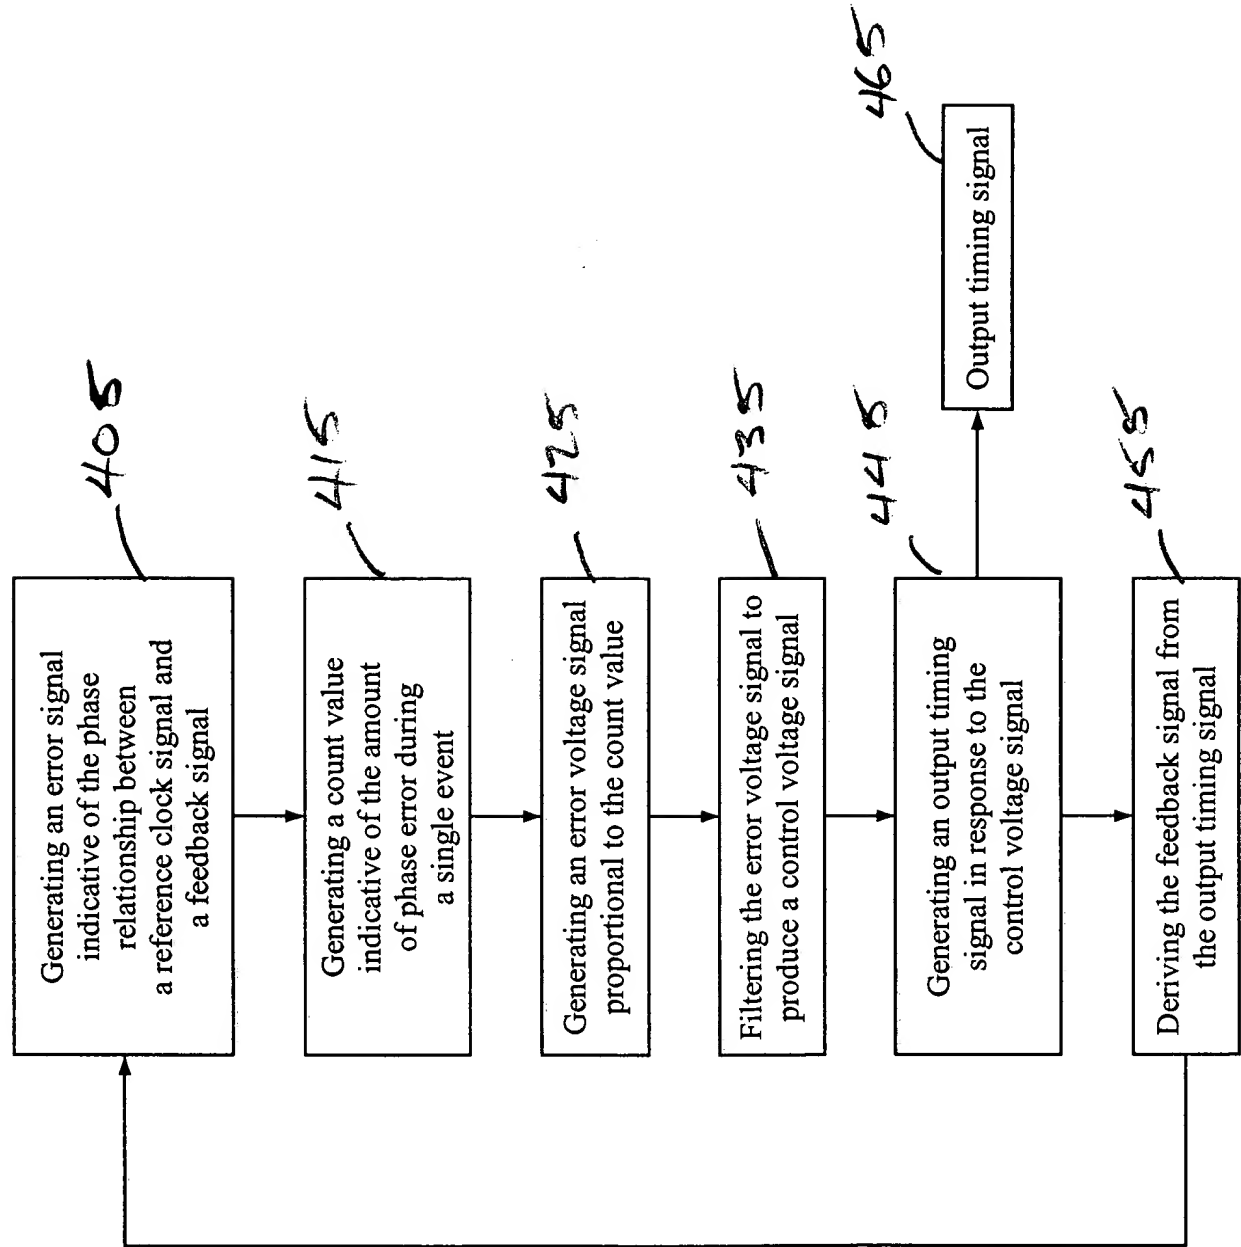 Generating an error signal
indicative of the phase
relationship between
a reference clock signal and
a feedback signal
405
Generating a count value
indicative of the amount
of phase error during
a single event
415
Generating an error voltage signal
proportional to the count value
425
Filtering the error voltage signal to
produce a control voltage signal
435
Generating an output timing
signal in response to the
control voltage signal
445
Output timing signal
465
Deriving the feedback signal from
the output timing signal
455